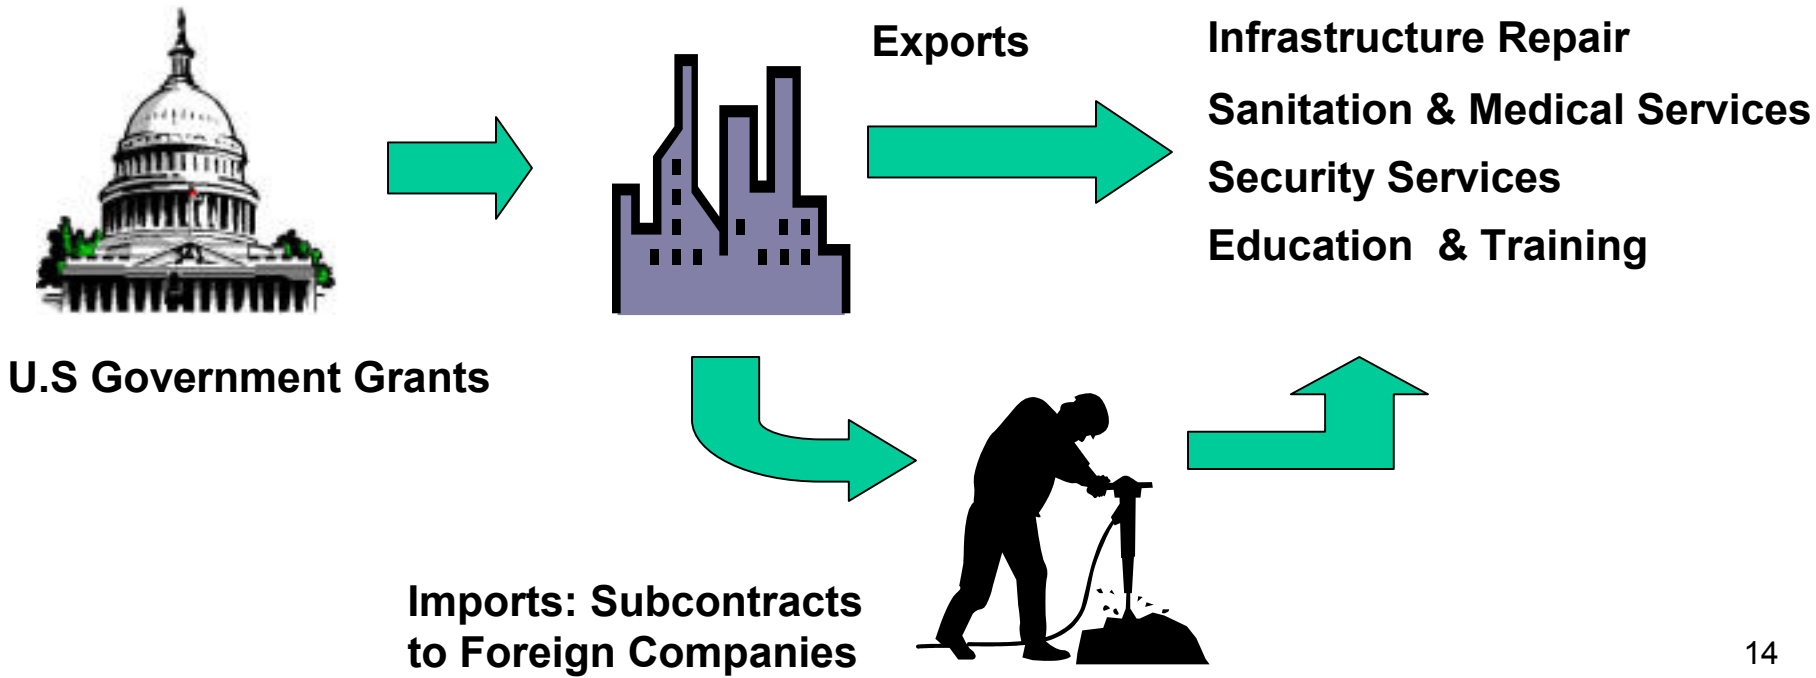 Exports
Infrastructure Repair
Sanitation & Medical Services
Security Services
Education & Training
U.S Government Grants
Imports: Subcontracts
to Foreign Companies
14